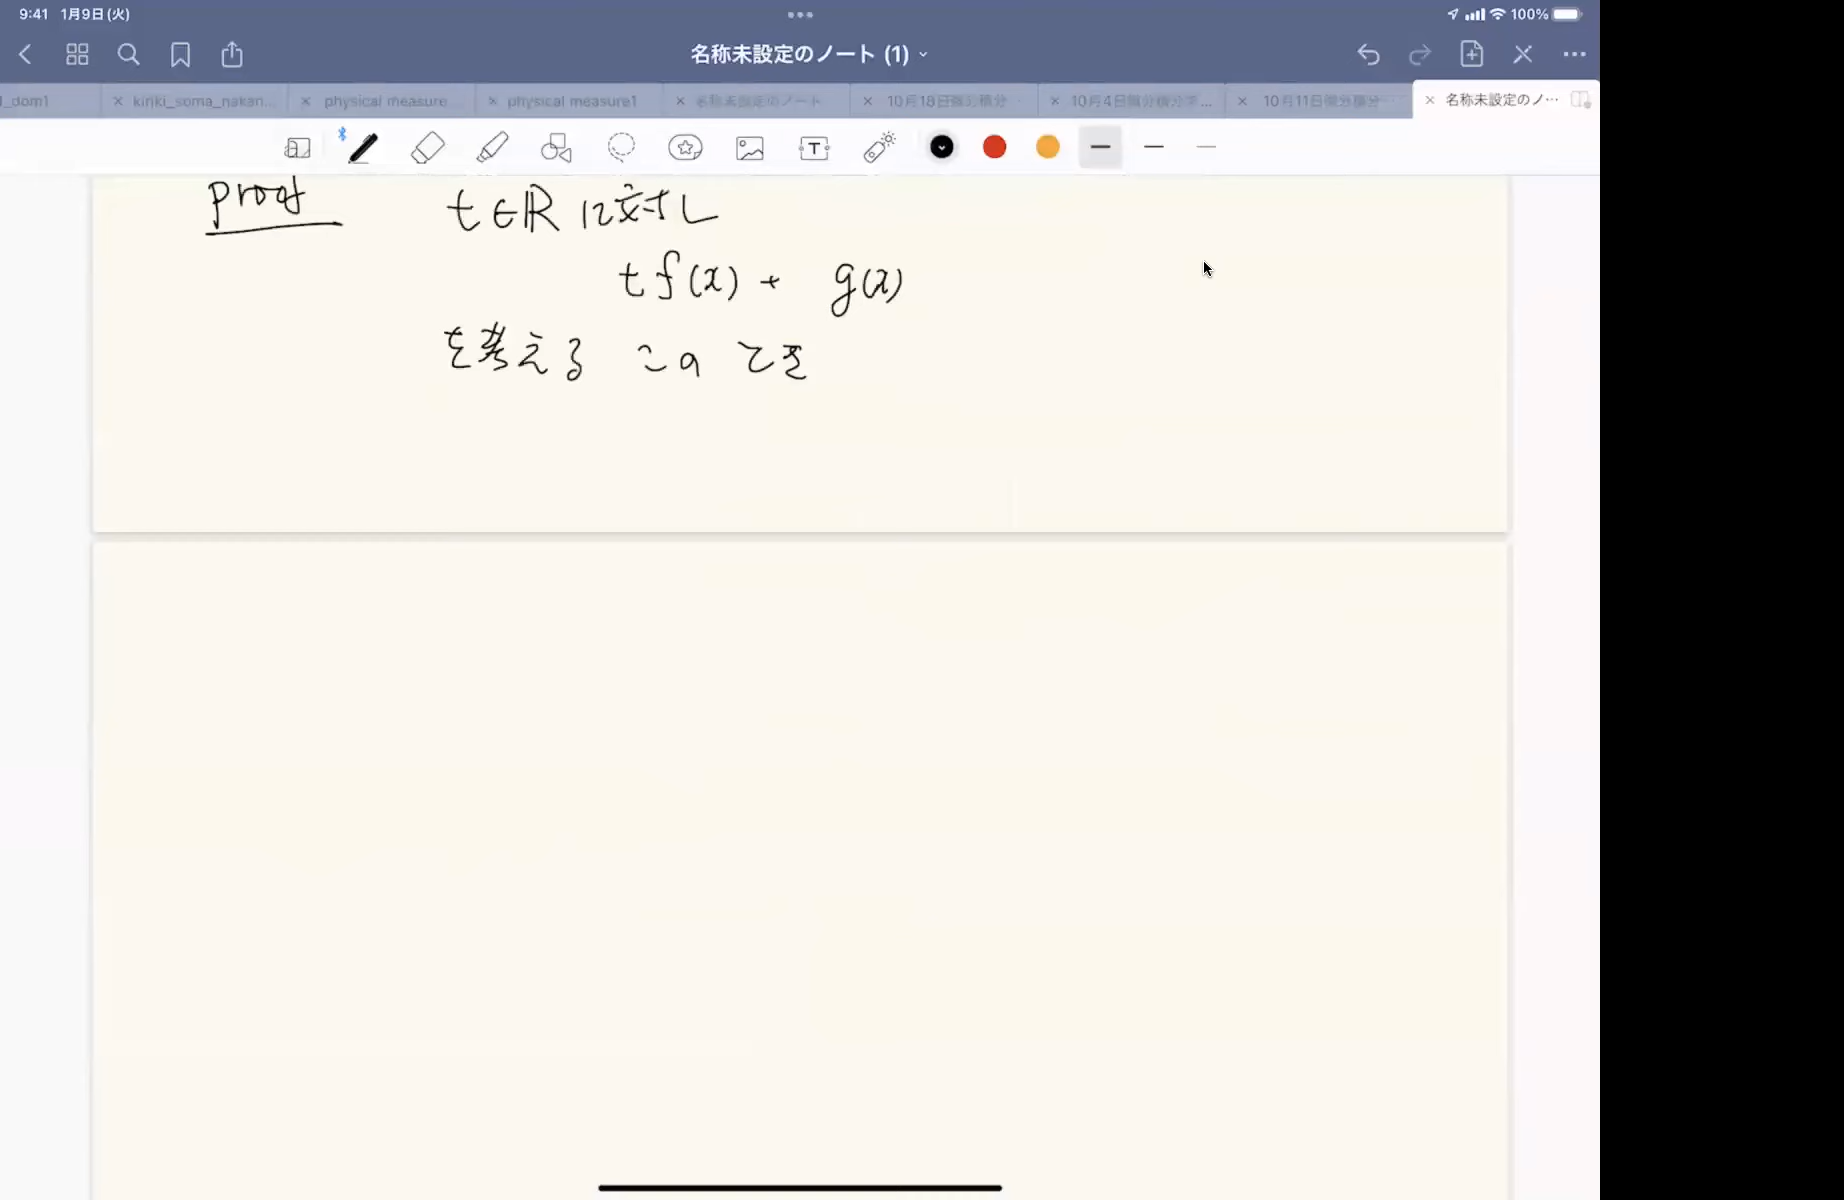 9:41 1月9日(火)
100%
名称未設定のノート (1)
_dom1
kiriki_soma_nakan...
physical measure
physical measure1
名称未設定のノート
10月18日微分積分
10月4日微分積分学...
10月11日微分積分…
名称未設定のノ…
T
proof t∈ℝ に対し
tf(x) + g(x)
を考える このとき